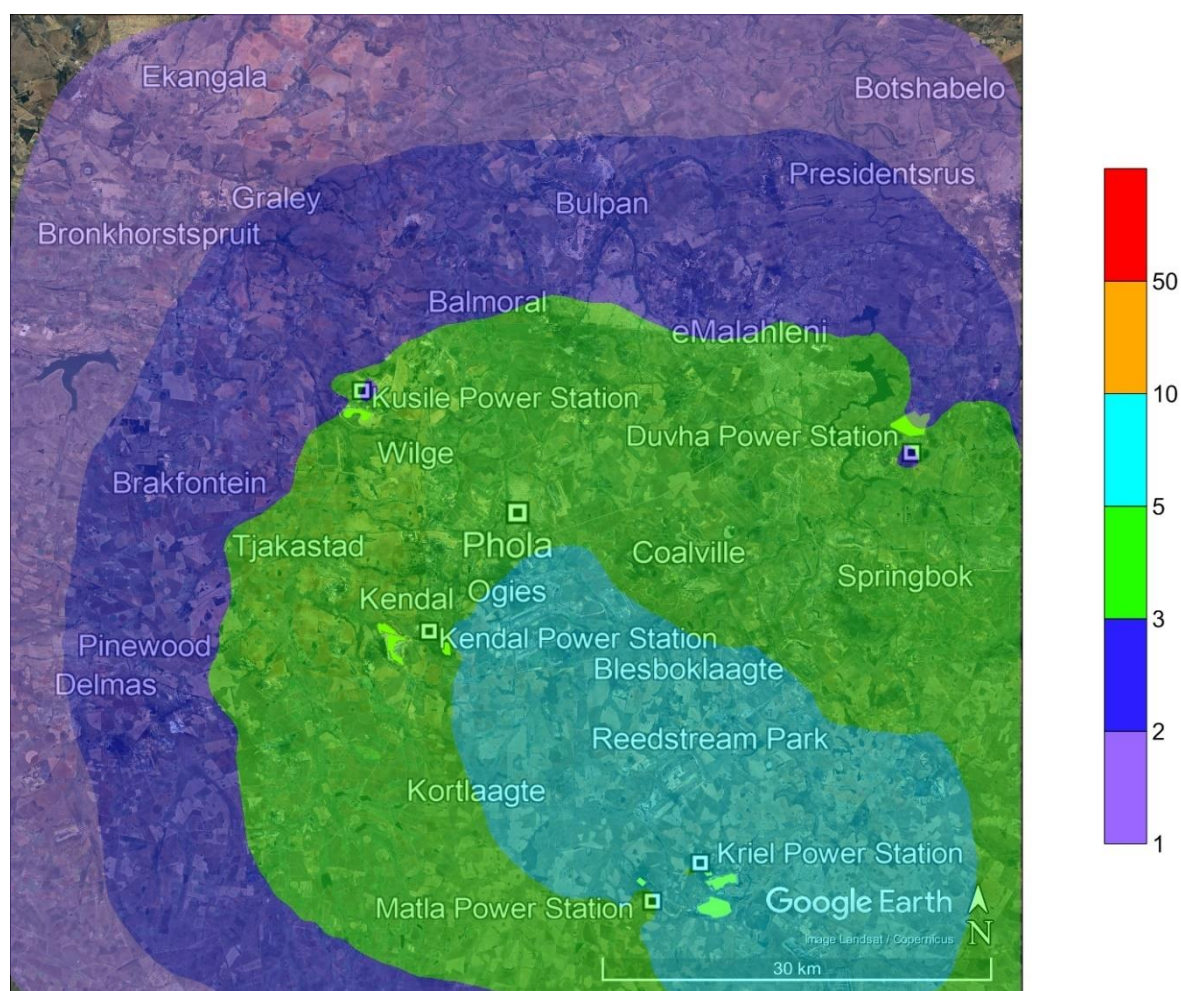 Ekangala
Botshabelo
Presidentsrus
Graley
Bulpan
Bronkhorstspruit
Balmoral
eMalahleni
Kusile Power Station
Duvha Power Station
Wilge
Brakfontein
Phola
Tjakastad
Coalville
Springbok
Kendal
Ogies
Kendal Power Station
Pinewood
Blesboklaagte
Delmas
Reedstream Park
Kortlaagte
Kriel Power Station
Matla Power Station
Google Earth
Image Landsat / Copernicus
N
30 km
50
10
5
3
2
1